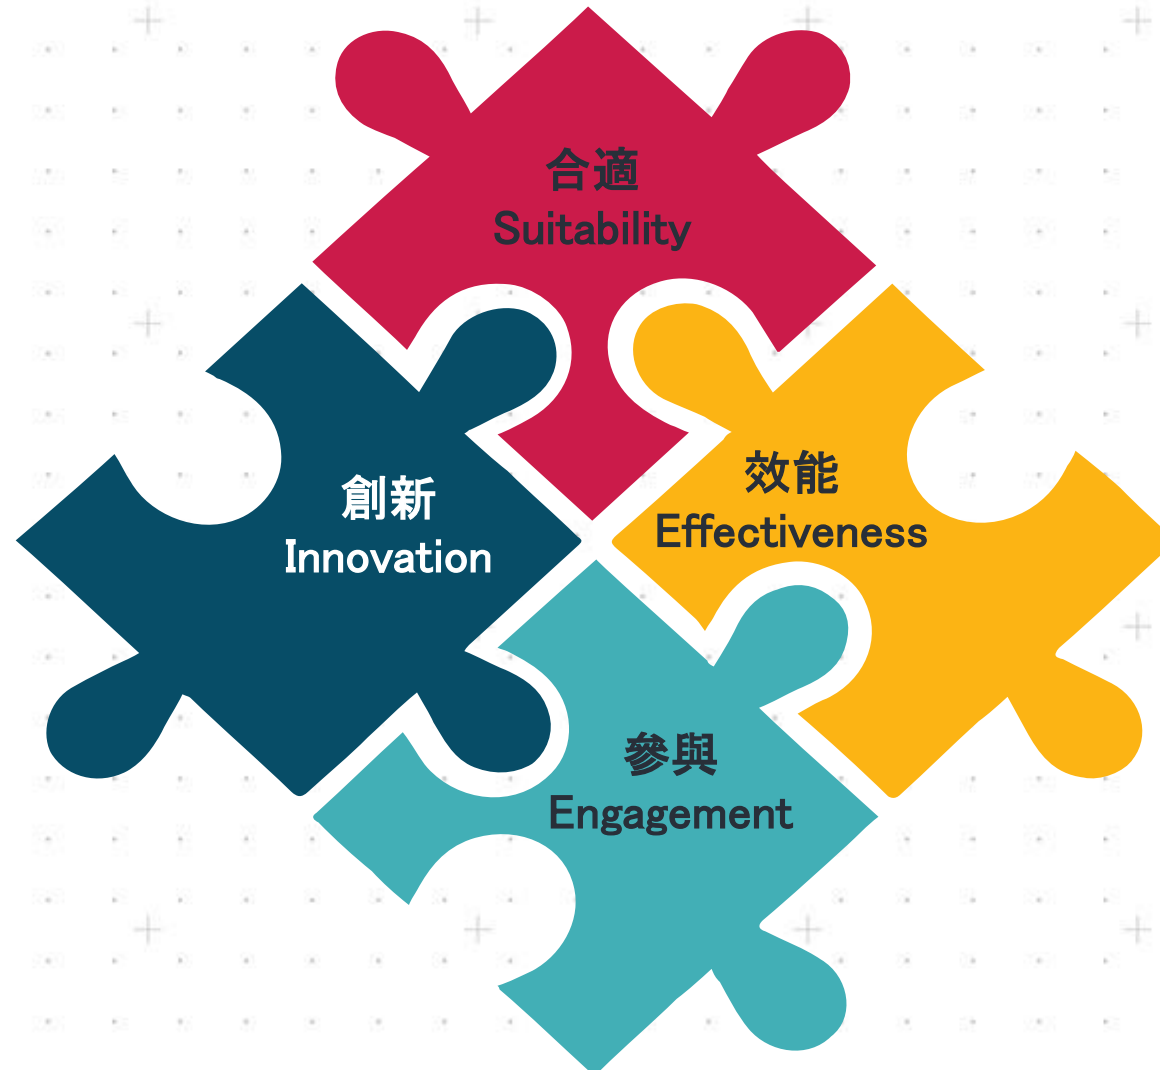 合適
Suitability
創新
Innovation
效能
Effectiveness
參與
Engagement